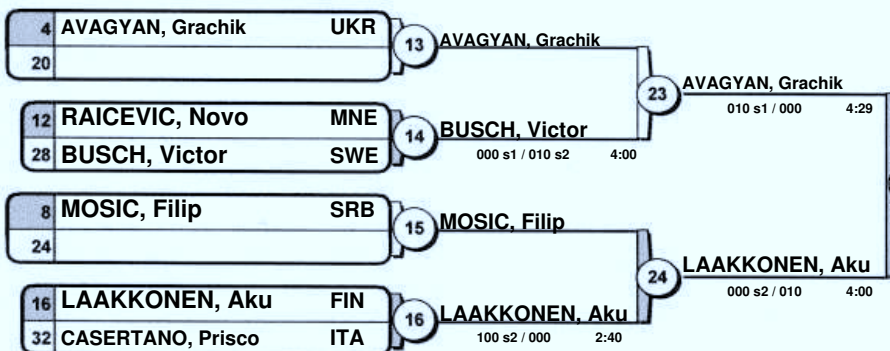 4 AVAGYAN, Grachik UKR
20
13
AVAGYAN, Grachik
12 RAICEVIC, Novo MNE
28 BUSCH, Victor SWE
14
BUSCH, Victor
000 s1 / 010 s2 4:00
23
AVAGYAN, Grachik
010 s1 / 000 4:29
8 MOSIC, Filip SRB
24
15
MOSIC, Filip
16 LAAKKONEN, Aku FIN
32 CASERTANO, Prisco ITA
16
LAAKKONEN, Aku
100 s2 / 000 2:40
24
LAAKKONEN, Aku
000 s2 / 010 4:00